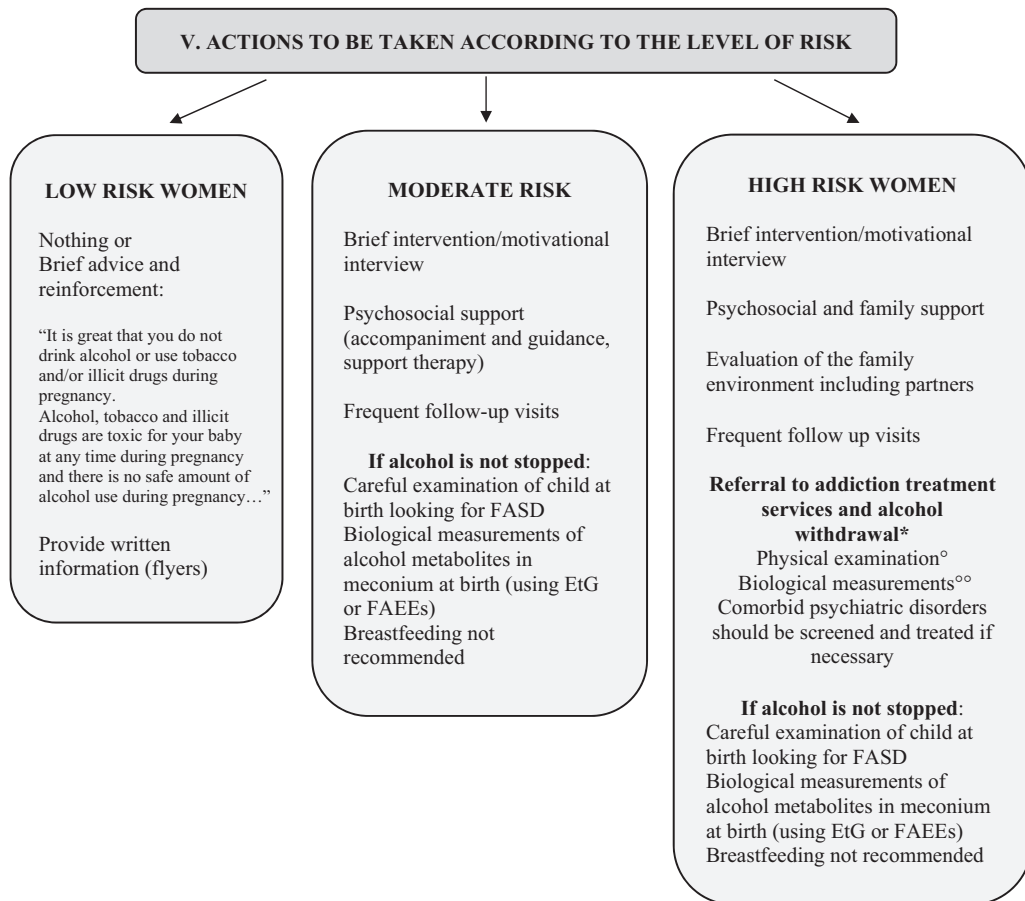 V. ACTIONS TO BE TAKEN ACCORDING TO THE LEVEL OF RISK
LOW RISK WOMEN
Nothing or
Brief advice and
reinforcement:
“It is great that you do not
drink alcohol or use tobacco
and/or illicit drugs during
pregnancy.
Alcohol, tobacco and illicit
drugs are toxic for your baby
at any time during pregnancy
and there is no safe amount of
alcohol use during pregnancy…”
Provide written
information (flyers)
MODERATE RISK
Brief intervention/motivational
interview
Psychosocial support
(accompaniment and guidance,
support therapy)
Frequent follow-up visits
If alcohol is not stopped:
Careful examination of child at
birth looking for FASD
Biological measurements of
alcohol metabolites in
meconium at birth (using EtG
or FAEEs)
Breastfeeding not
recommended
HIGH RISK WOMEN
Brief intervention/motivational
interview
Psychosocial and family support
Evaluation of the family
environment including partners
Frequent follow up visits
Referral to addiction treatment
services and alcohol
withdrawal*
Physical examination°
Biological measurements°°
Comorbid psychiatric disorders
should be screened and treated if
necessary
If alcohol is not stopped:
Careful examination of child at
birth looking for FASD
Biological measurements of
alcohol metabolites in meconium
at birth (using EtG or FAEEs)
Breastfeeding not recommended